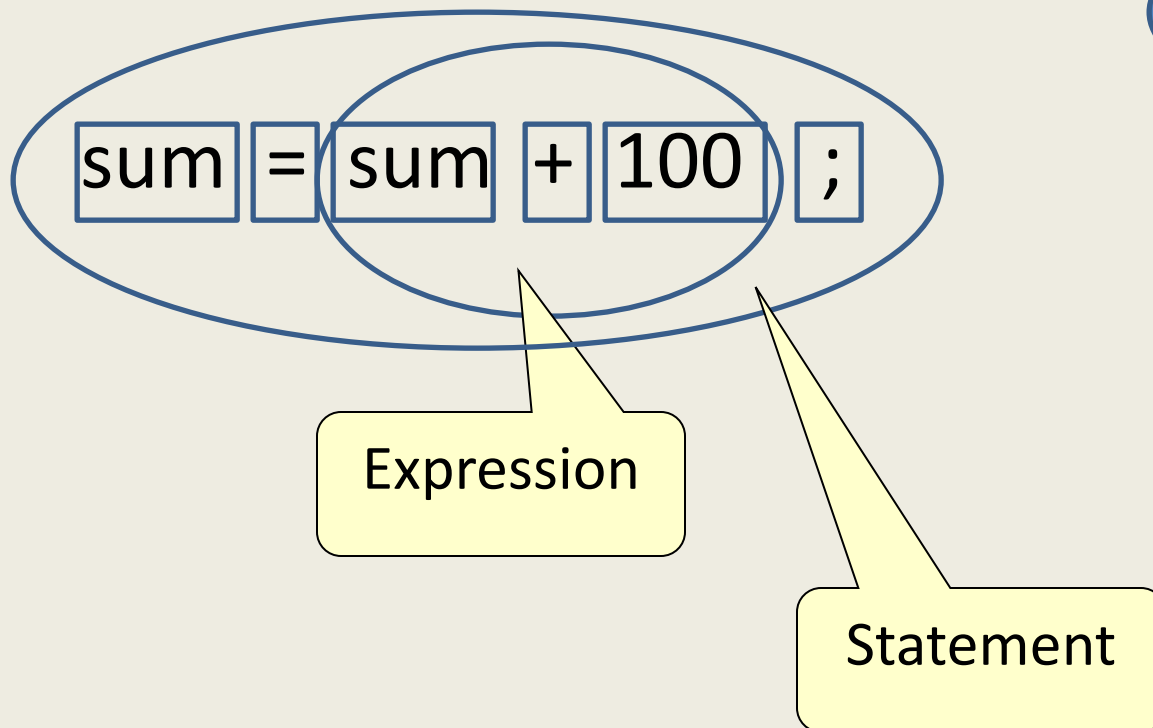 sum = sum + 100 ;
Expression
Statement